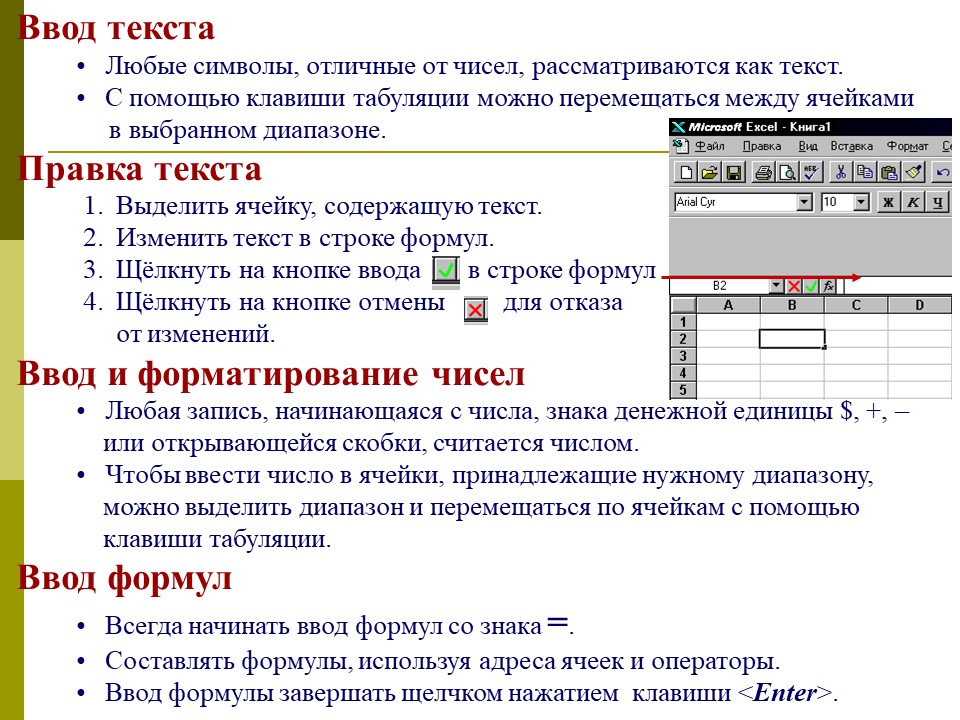 Ввод текста
• Любые символы, отличные от чисел, рассматриваются как текст.
• С помощью клавиши табуляции можно перемещаться между ячейками
в выбранном диапазоне.
Правка текста
1. Выделить ячейку, содержащую текст.
2. Изменить текст в строке формул.
3. Щёлкнуть на кнопке ввода в строке формул
4. Щёлкнуть на кнопке отмены для отказа
от изменений.
Microsoft Excel - Книга1
Файл Правка Вид Вставка Формат
Arial Cyr 10 Ж К Ч
B2
A B C D
1
2
3
4
5
Ввод и форматирование чисел
• Любая запись, начинающаяся с числа, знака денежной единицы $, +, –
или открывающейся скобки, считается числом.
• Чтобы ввести число в ячейки, принадлежащие нужному диапазону,
можно выделить диапазон и перемещаться по ячейкам с помощью
клавиши табуляции.
Ввод формул
• Всегда начинать ввод формул со знака =.
• Составлять формулы, используя адреса ячеек и операторы.
• Ввод формулы завершать щелчком нажатием клавиши <Enter>.